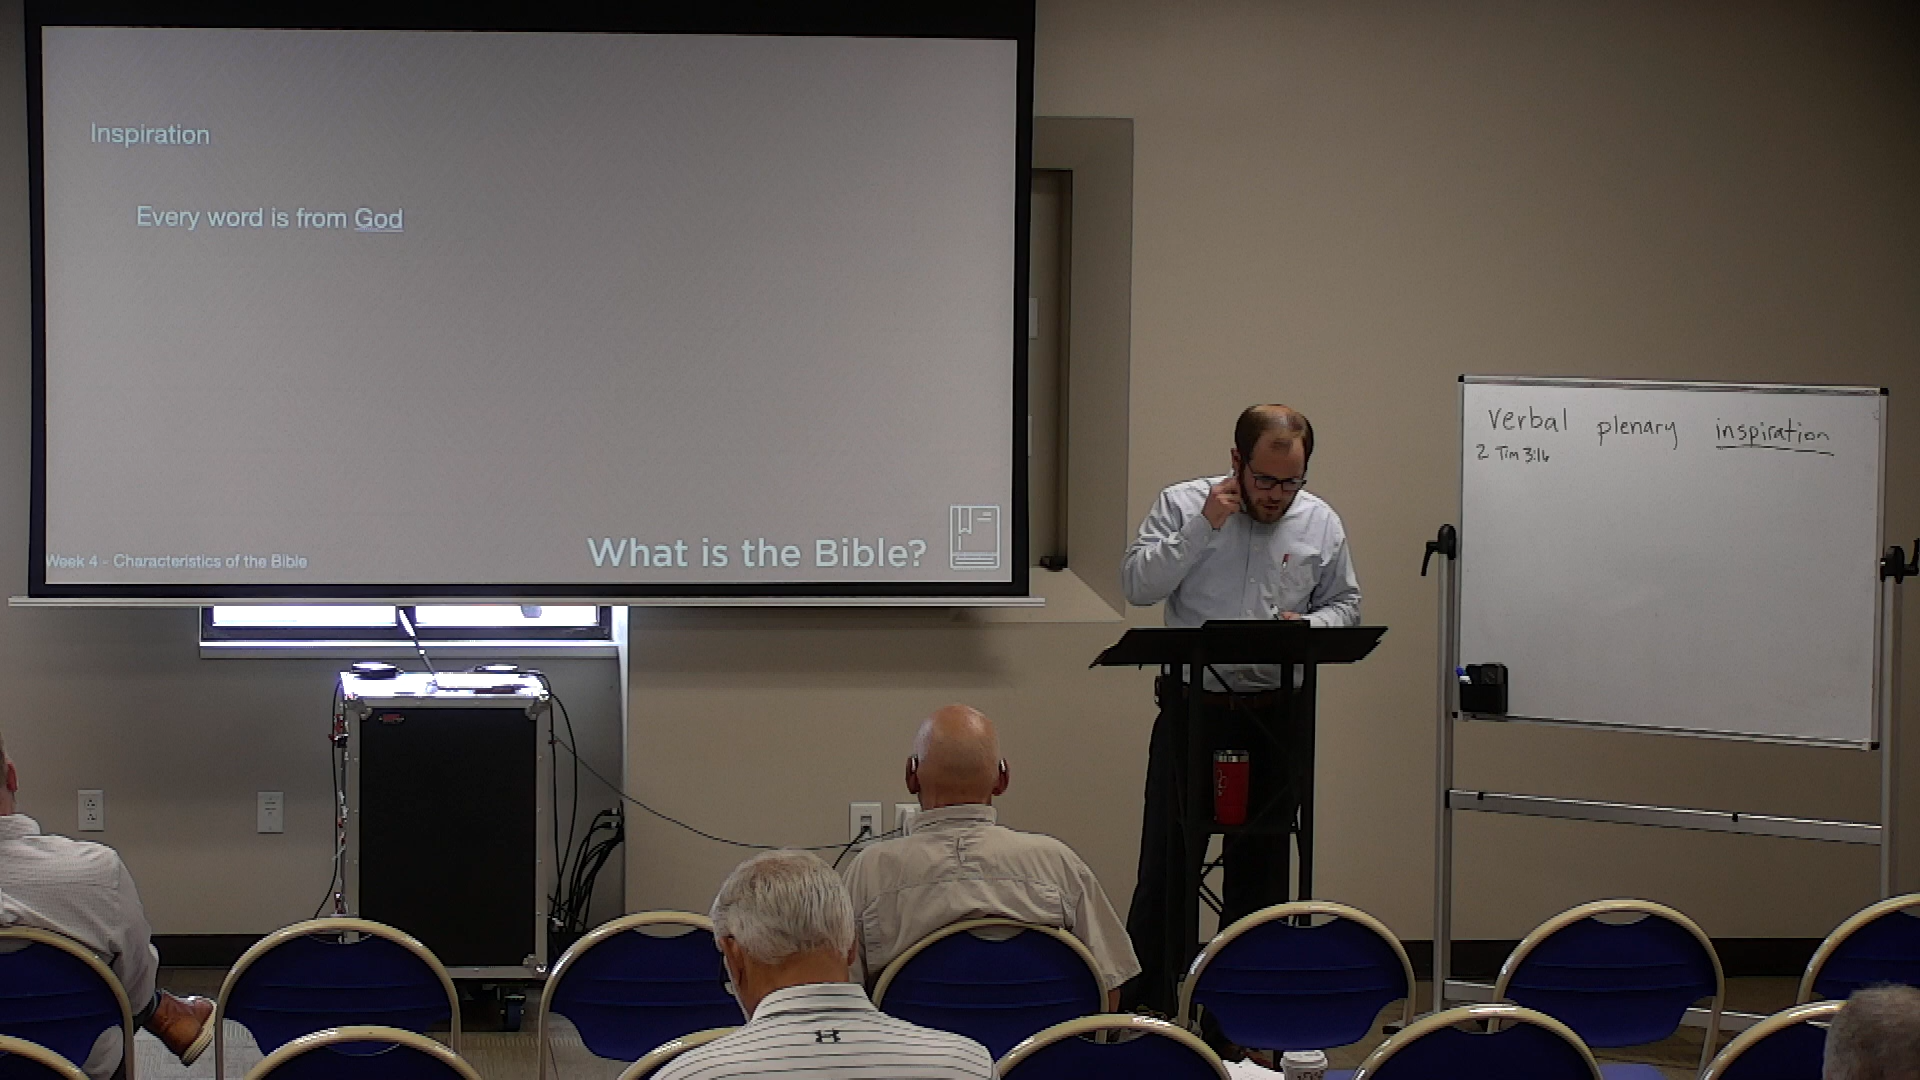 Inspiration
Every word is from God
Week 4 - Characteristics of the Bible
What is the Bible?
verbal plenary inspiration
2 Tim 3:16